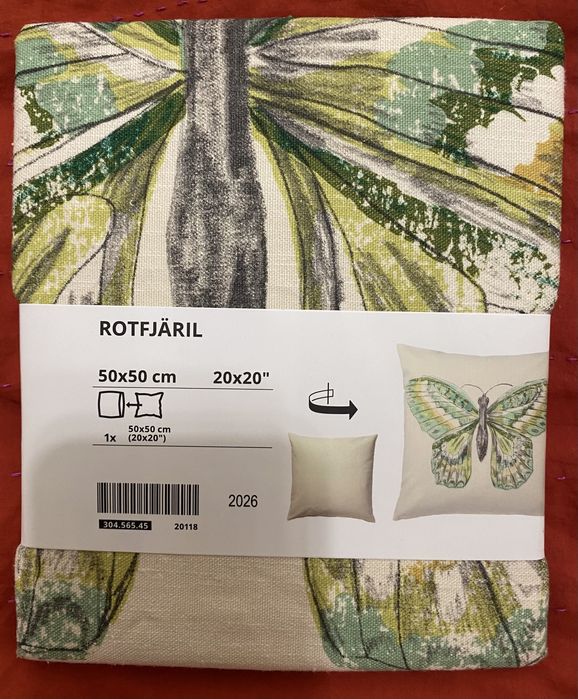 ROTFJÄRIL
50x50 cm 20x20"
50x50 cm
1x (20x20")
2026
304.565.45 20118